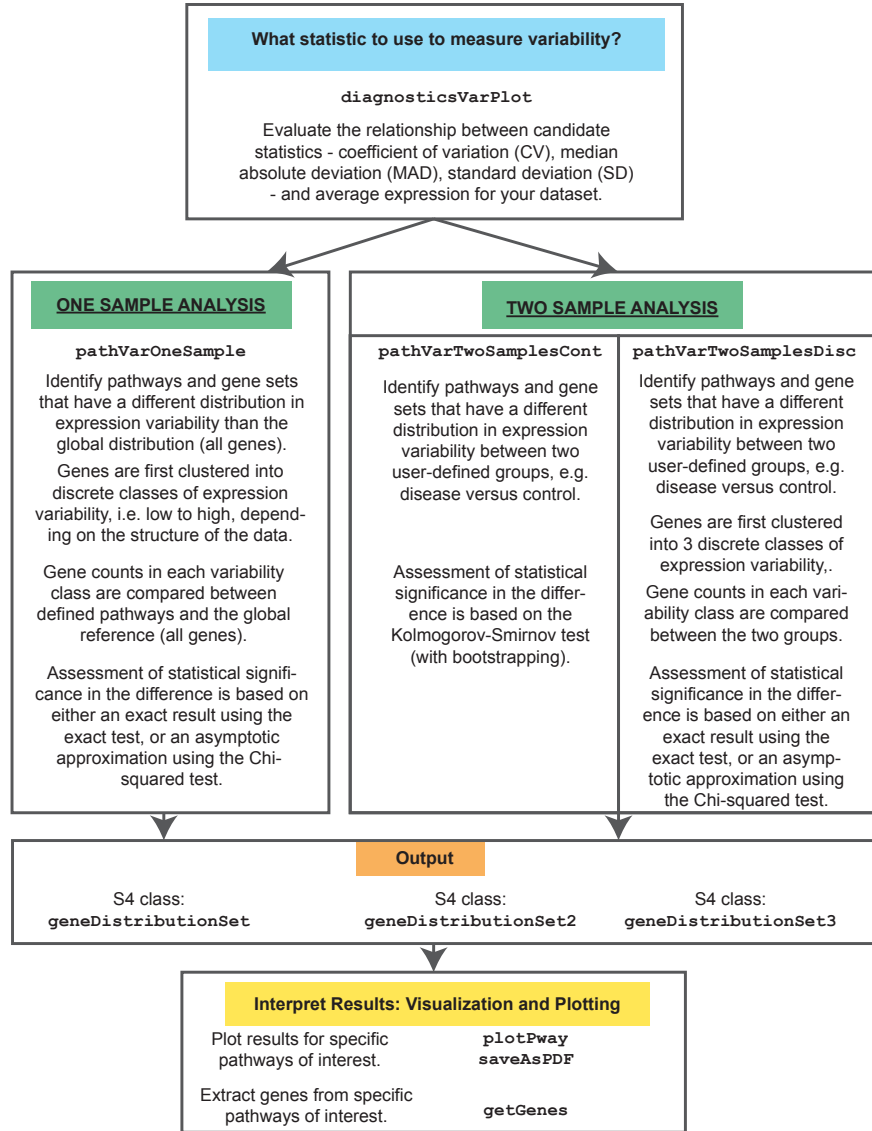 What statistic to use to measure variability?
diagnosticsVarPlot
Evaluate the relationship between candidate
statistics - coefficient of variation (CV), median
absolute deviation (MAD), standard deviation (SD)
- and average expression for your dataset.
ONE SAMPLE ANALYSIS
pathVarOneSample
Identify pathways and gene sets
that have a different distribution in
expression variability than the
global distribution (all genes).
Genes are first clustered into
discrete classes of expression
variability, i.e. low to high, depend-
ing on the structure of the data.
Gene counts in each variability
class are compared between
defined pathways and the global
reference (all genes).
Assessment of statistical signifi-
cance in the difference is based on
either an exact result using the
exact test, or an asymptotic
approximation using the Chi-
squared test.
TWO SAMPLE ANALYSIS
pathVarTwoSamplesCont
Identify pathways and gene
sets that have a different
distribution in expression
variability between two
user-defined groups, e.g.
disease versus control.
Assessment of statistical
significance in the differ-
ence is based on the
Kolmogorov-Smirnov test
(with bootstrapping).
pathVarTwoSamplesDisc
Identify pathways and gene
sets that have a different
distribution in expression
variability between two
user-defined groups, e.g.
disease versus control.
Genes are first clustered
into 3 discrete classes of
expression variability,.
Gene counts in each vari-
ability class are compared
between the two groups.
Assessment of statistical
significance in the differ-
ence is based on either an
exact result using the
exact test, or an asymp-
totic approximation using
the Chi-squared test.
Output
S4 class:
geneDistributionSet
S4 class:
geneDistributionSet2
S4 class:
geneDistributionSet3
Interpret Results: Visualization and Plotting
Plot results for specific
pathways of interest.
plotPway
saveAsPDF
Extract genes from specific
pathways of interest.
getGenes